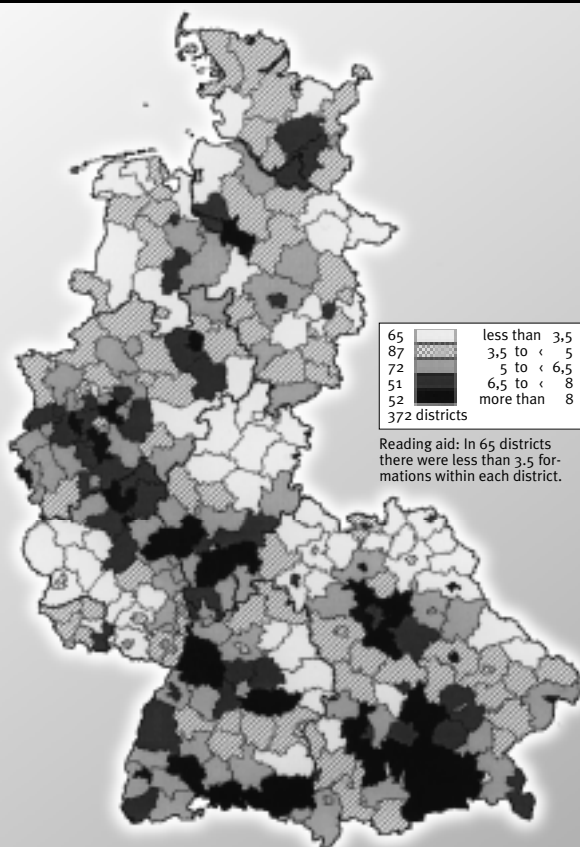 65 less than 3,5
87 3,5 to < 5
72 5 to < 6,5
51 6,5 to < 8
52 more than 8
372 districts
Reading aid: In 65 districts
there were less than 3.5 for-
mations within each district.